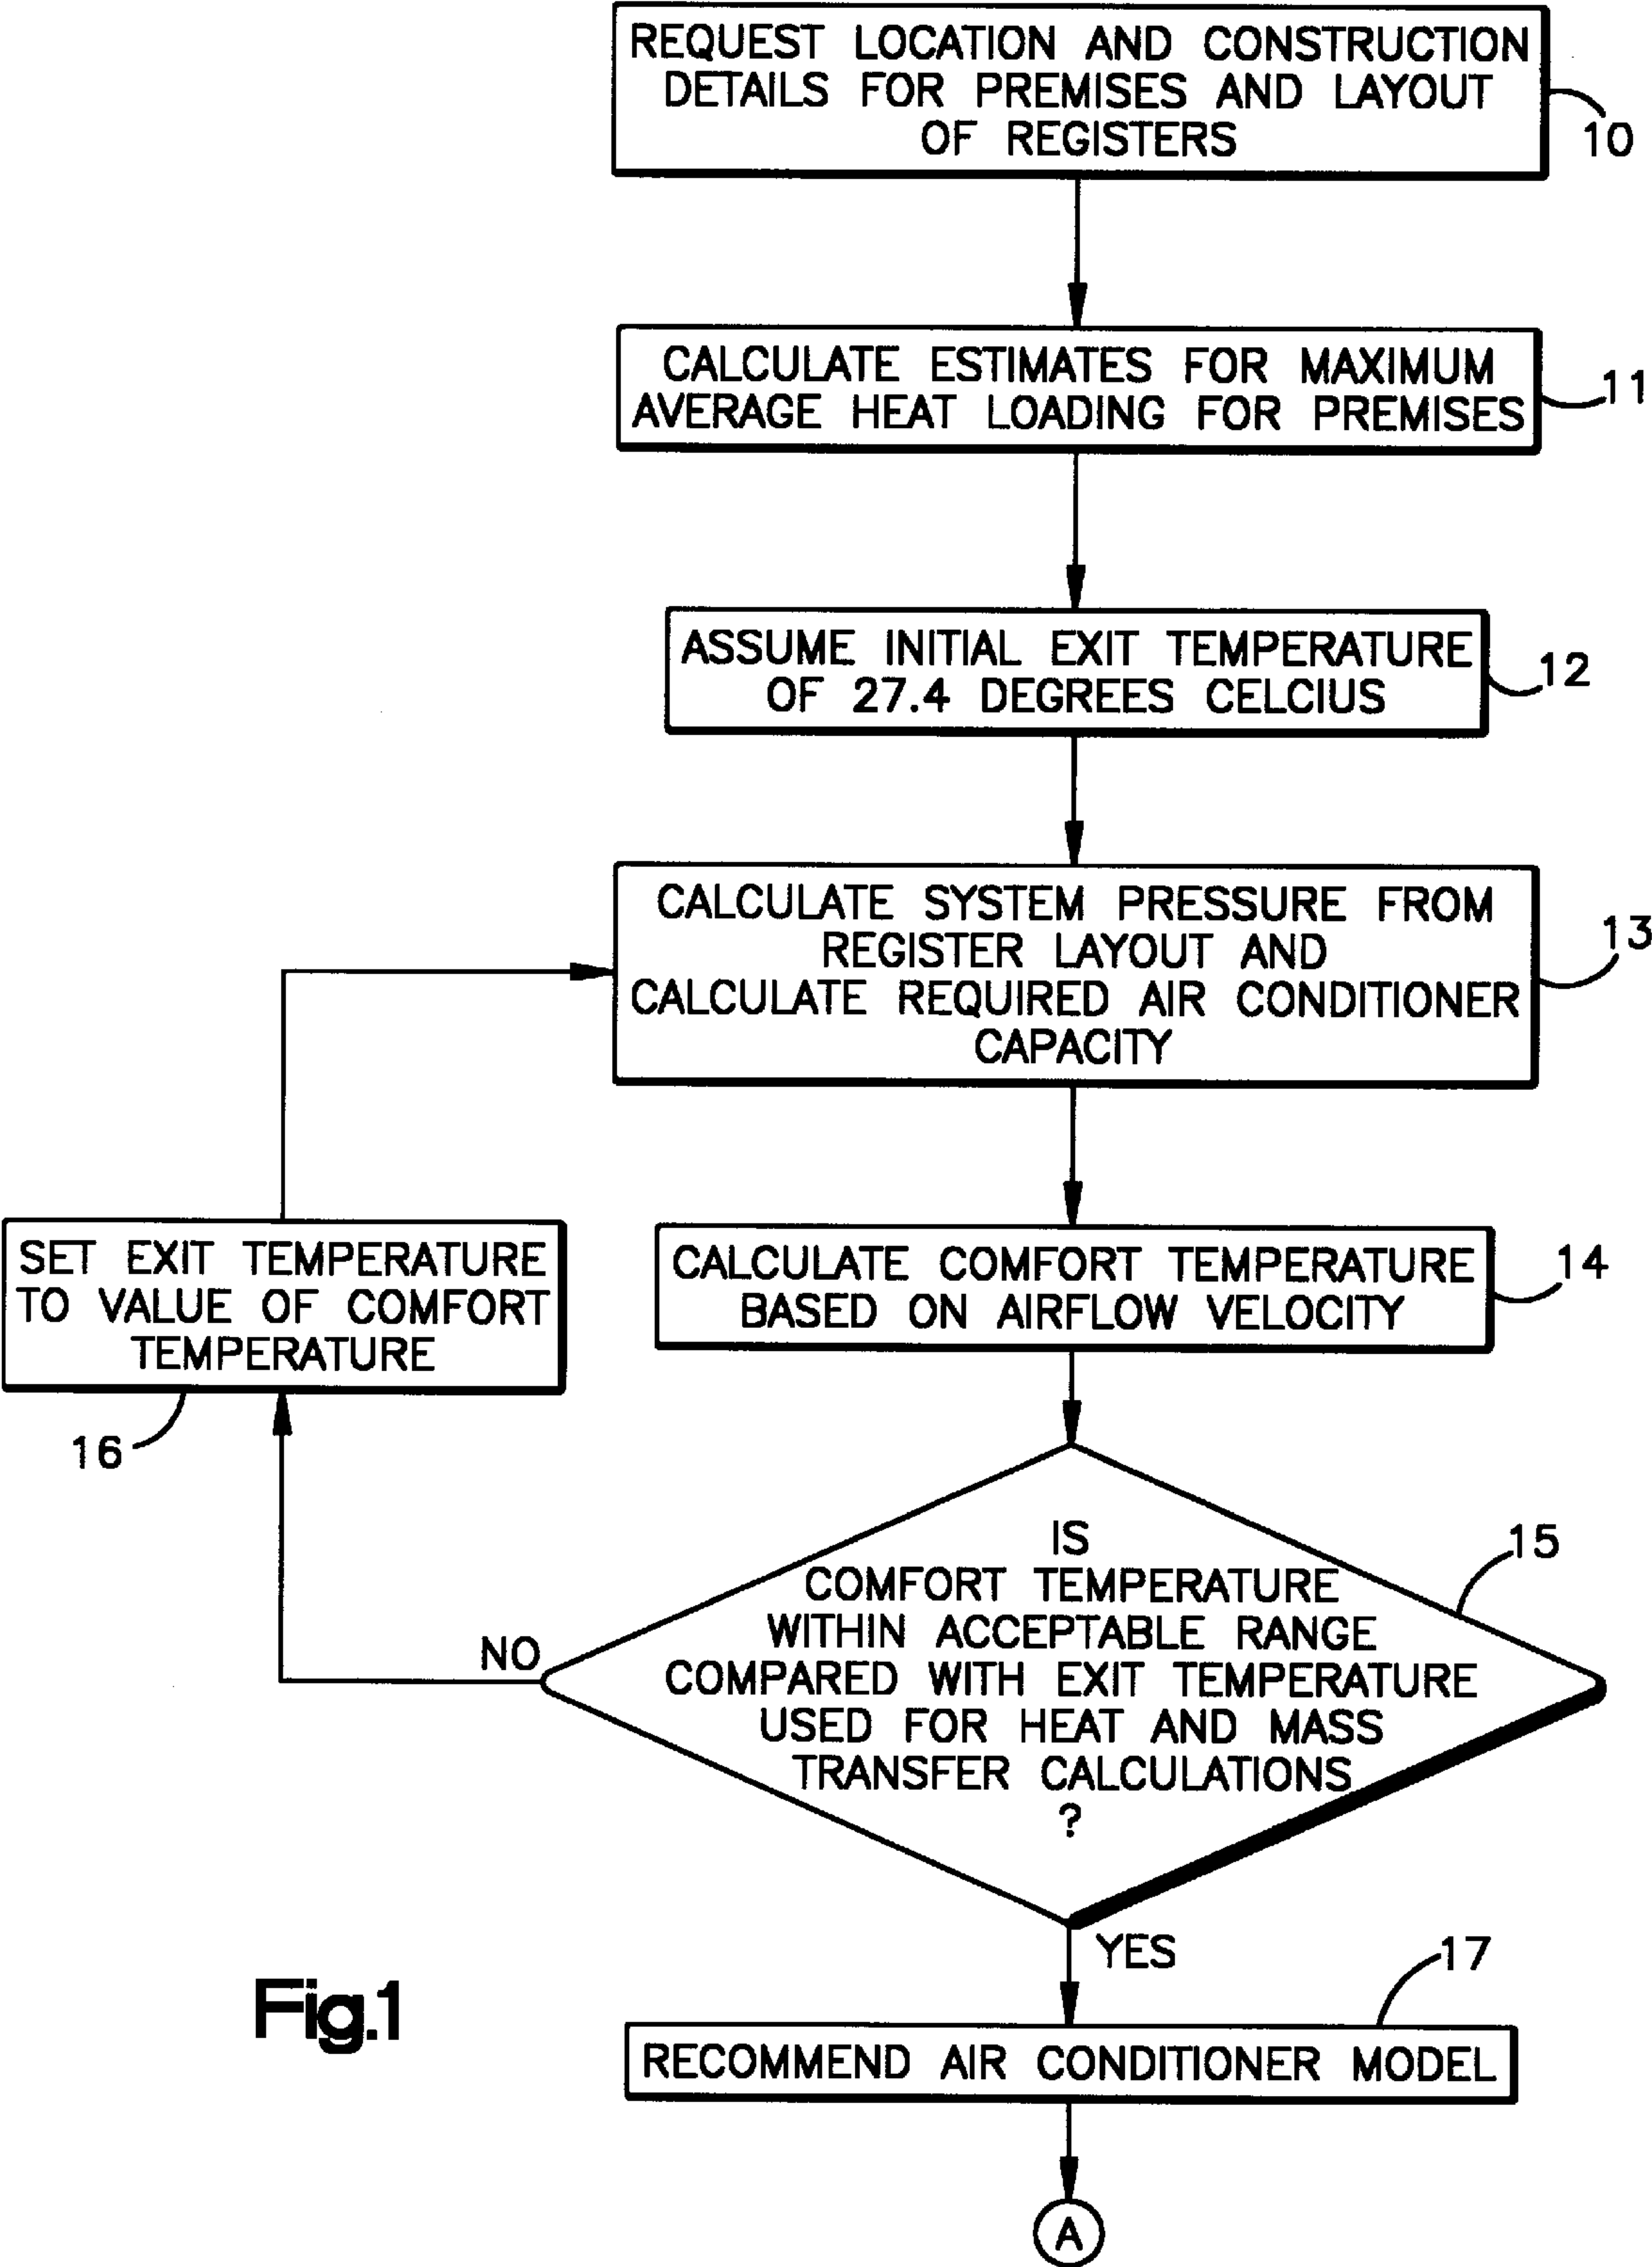 REQUEST LOCATION AND CONSTRUCTION
DETAILS FOR PREMISES AND LAYOUT
OF REGISTERS
10
CALCULATE ESTIMATES FOR MAXIMUM
AVERAGE HEAT LOADING FOR PREMISES
11
ASSUME INITIAL EXIT TEMPERATURE
OF 27.4 DEGREES CELCIUS
12
CALCULATE SYSTEM PRESSURE FROM
REGISTER LAYOUT AND
CALCULATE REQUIRED AIR CONDITIONER
CAPACITY
13
CALCULATE COMFORT TEMPERATURE
BASED ON AIRFLOW VELOCITY
14
SET EXIT TEMPERATURE
TO VALUE OF COMFORT
TEMPERATURE
16
IS
COMFORT TEMPERATURE
WITHIN ACCEPTABLE RANGE
COMPARED WITH EXIT TEMPERATURE
USED FOR HEAT AND MASS
TRANSFER CALCULATIONS
?
15
NO
YES
17
RECOMMEND AIR CONDITIONER MODEL
A
Fig.1